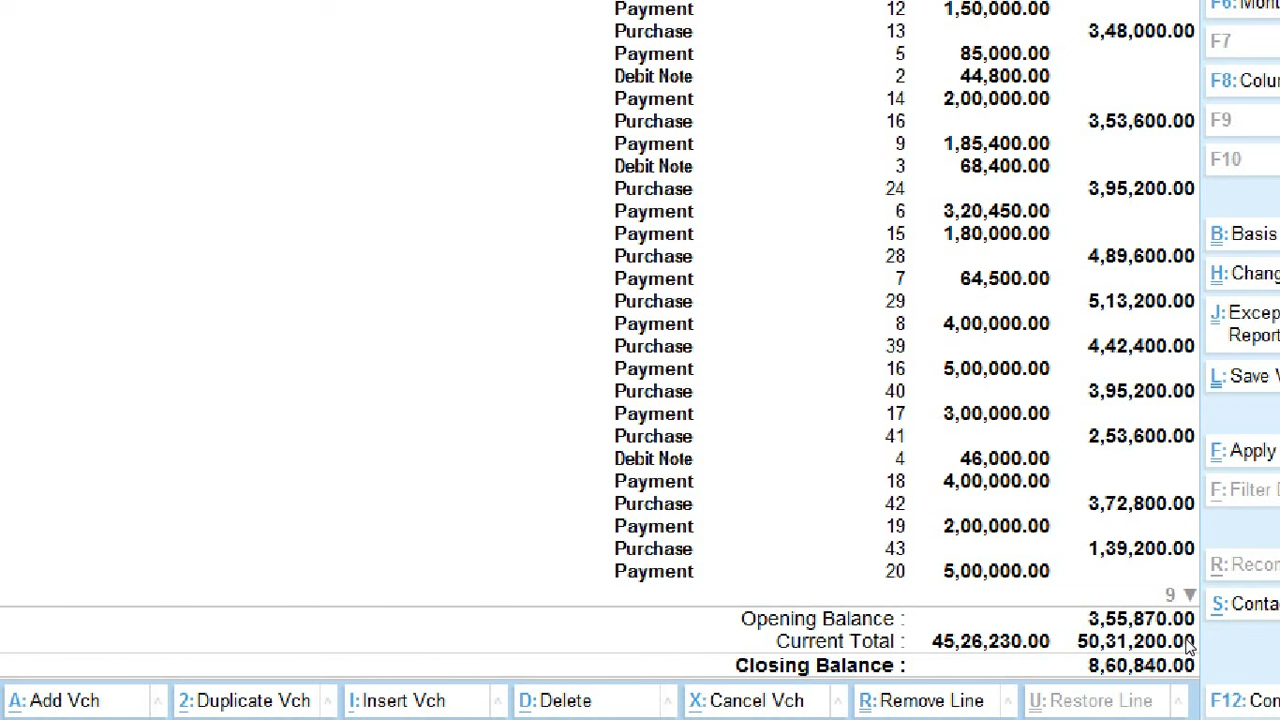 Payment 12 1,50,000.00
Purchase 13 3,48,000.00
Payment 5 85,000.00
Debit Note 2 44,800.00
Payment 14 2,00,000.00
Purchase 16 3,53,600.00
Payment 9 1,85,400.00
Debit Note 3 68,400.00
Purchase 24 3,95,200.00
Payment 6 3,20,450.00
Payment 15 1,80,000.00
Purchase 28 4,89,600.00
Payment 7 64,500.00
Purchase 29 5,13,200.00
Payment 8 4,00,000.00
Purchase 39 4,42,400.00
Payment 16 5,00,000.00
Purchase 40 3,95,200.00
Payment 17 3,00,000.00
Purchase 41 2,53,600.00
Debit Note 4 46,000.00
Payment 18 4,00,000.00
Purchase 42 3,72,800.00
Payment 19 2,00,000.00
Purchase 43 1,39,200.00
Payment 20 5,00,000.00
9 ▼
Opening Balance : 3,55,870.00
Current Total : 45,26,230.00 50,31,200.00
Closing Balance : 8,60,840.00
A: Add Vch ^ 2: Duplicate Vch ^ I: Insert Vch ^ D: Delete ^ X: Cancel Vch ^ R: Remove Line ^ U: Restore Line ^
F6: Mont
F7
F8: Colu
F9
F10
B: Basis
H: Chang
J: Excep
Report
L: Save V
F: Apply
F: Filter D
R: Recon
S: Conta
F12: Con